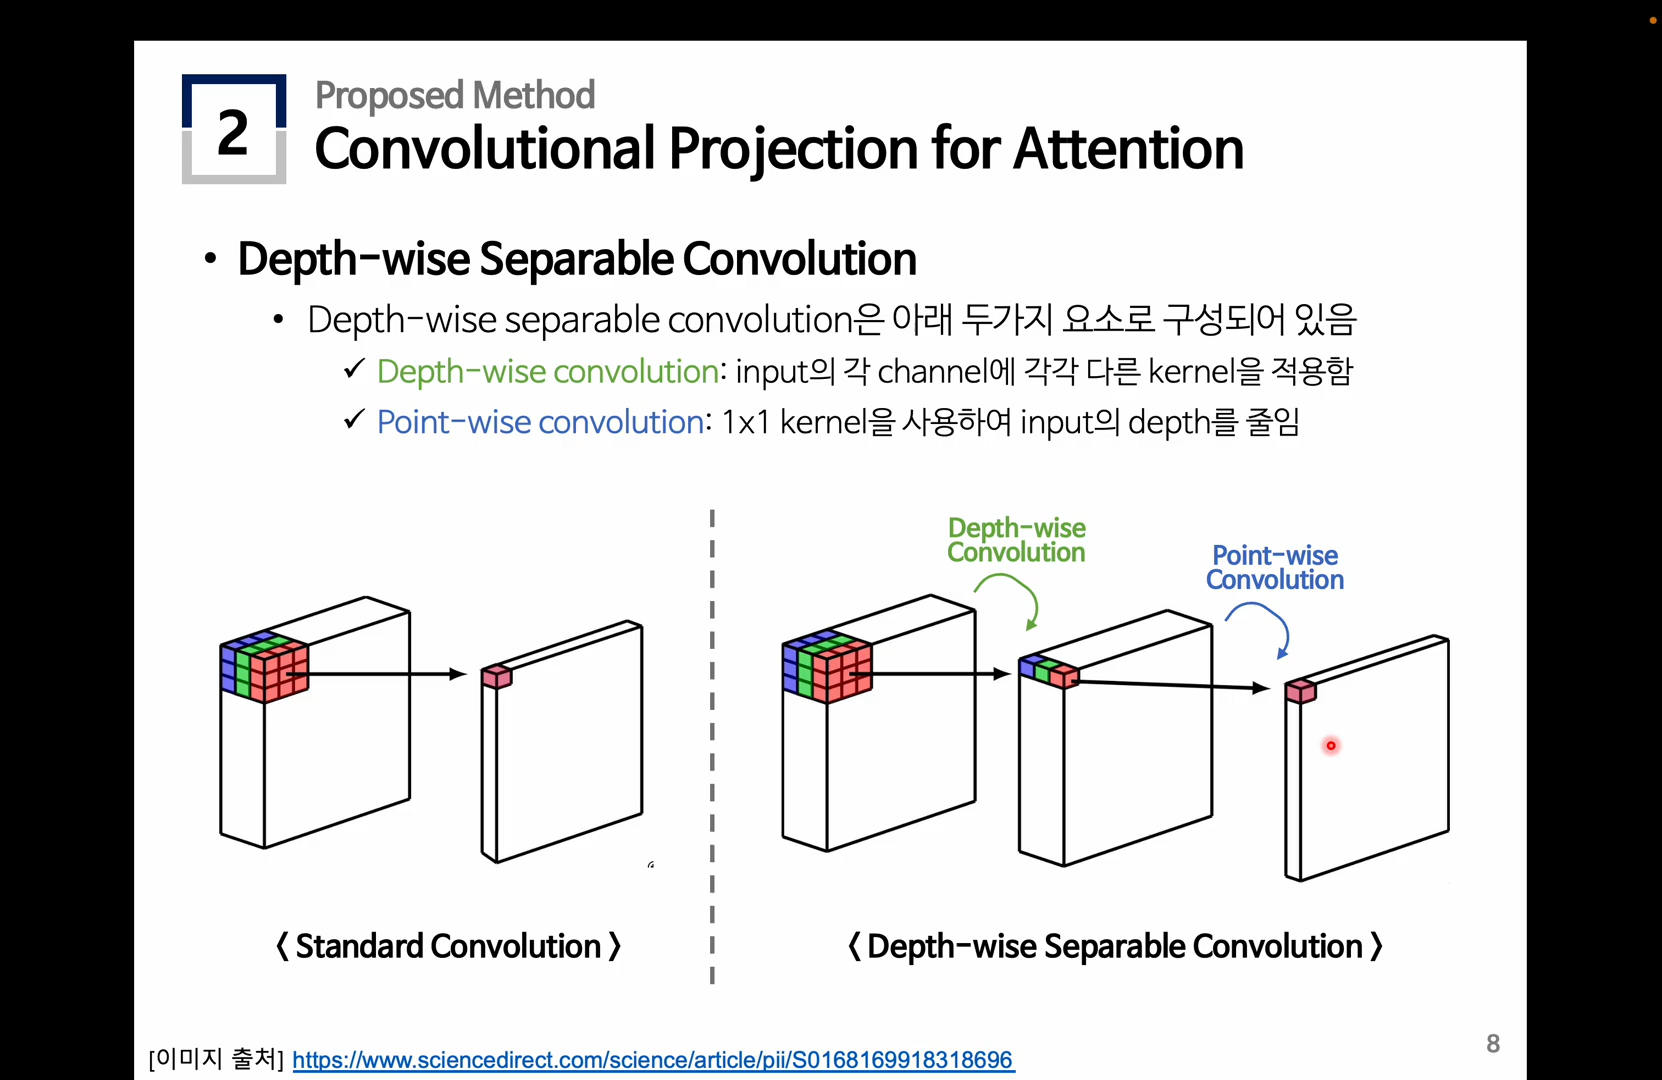 2
Proposed Method
Convolutional Projection for Attention
• Depth-wise Separable Convolution
• Depth-wise separable convolution은 아래 두가지 요소로 구성되어 있음
✓ Depth-wise convolution: input의 각 channel에 각각 다른 kernel을 적용함
✓ Point-wise convolution: 1x1 kernel을 사용하여 input의 depth를 줄임
Depth-wise
Convolution
Point-wise
Convolution
⟨ Standard Convolution ⟩
⟨ Depth-wise Separable Convolution ⟩
[이미지 출처] https://www.sciencedirect.com/science/article/pii/S0168169918318696
8